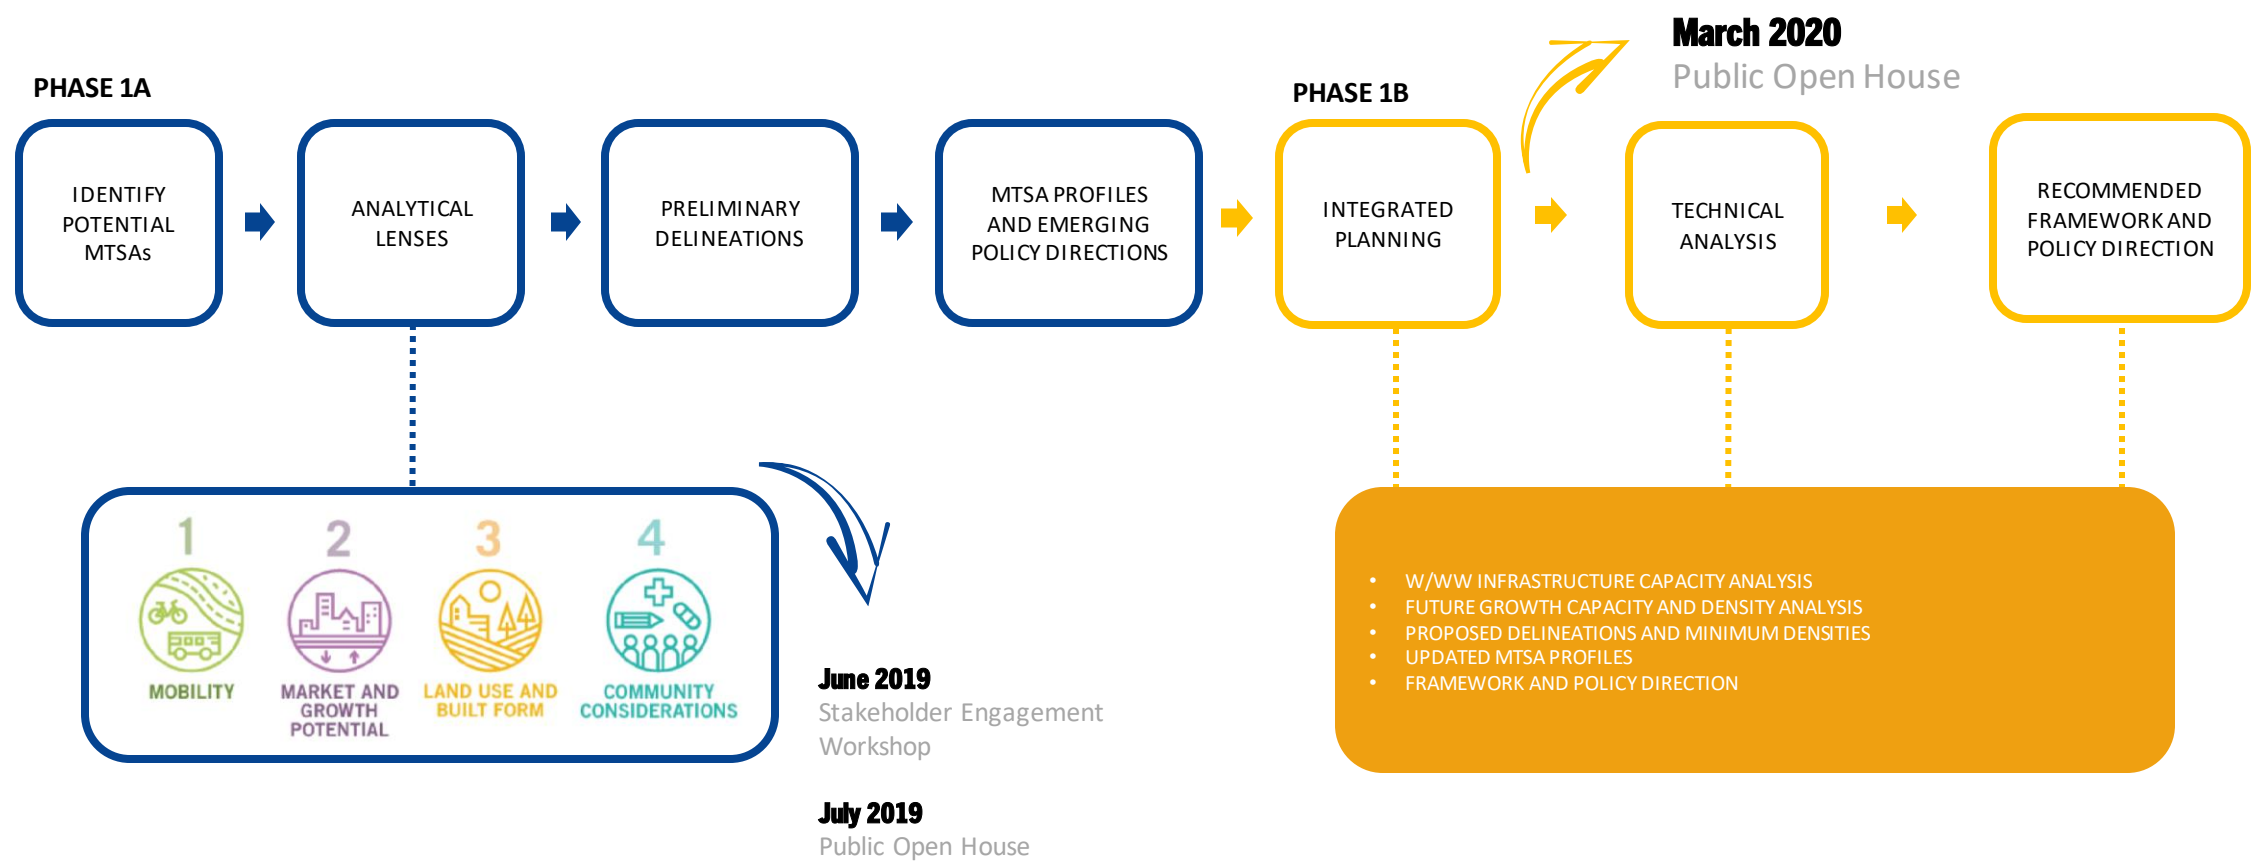 PHASE 1A
IDENTIFY
POTENTIAL
MTSAs
ANALYTICAL
LENSES
PRELIMINARY
DELINEATIONS
MTSA PROFILES
AND EMERGING
POLICY DIRECTIONS
PHASE 1B
INTEGRATED
PLANNING
March 2020
Public Open House
TECHNICAL
ANALYSIS
RECOMMENDED
FRAMEWORK AND
POLICY DIRECTION
1
MOBILITY
2
MARKET AND
GROWTH
POTENTIAL
3
LAND USE AND
BUILT FORM
4
COMMUNITY
CONSIDERATIONS
June 2019
Stakeholder Engagement
Workshop
July 2019
Public Open House
• W/WW INFRASTRUCTURE CAPACITY ANALYSIS
• FUTURE GROWTH CAPACITY AND DENSITY ANALYSIS
• PROPOSED DELINEATIONS AND MINIMUM DENSITIES
• UPDATED MTSA PROFILES
• FRAMEWORK AND POLICY DIRECTION